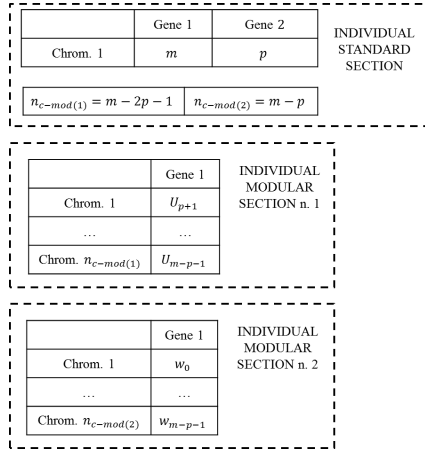 Gene 1 Gene 2
Chrom. 1 m p
INDIVIDUAL
STANDARD
SECTION
n_{c-mod(1)} = m − 2p − 1 n_{c-mod(2)} = m − p
Gene 1
Chrom. 1 U_{p+1}
... ...
Chrom. n_{c-mod(1)} U_{m-p-1}
INDIVIDUAL
MODULAR
SECTION n. 1
Gene 1
Chrom. 1 w_0
... ...
Chrom. n_{c-mod(2)} w_{m-p-1}
INDIVIDUAL
MODULAR
SECTION n. 2